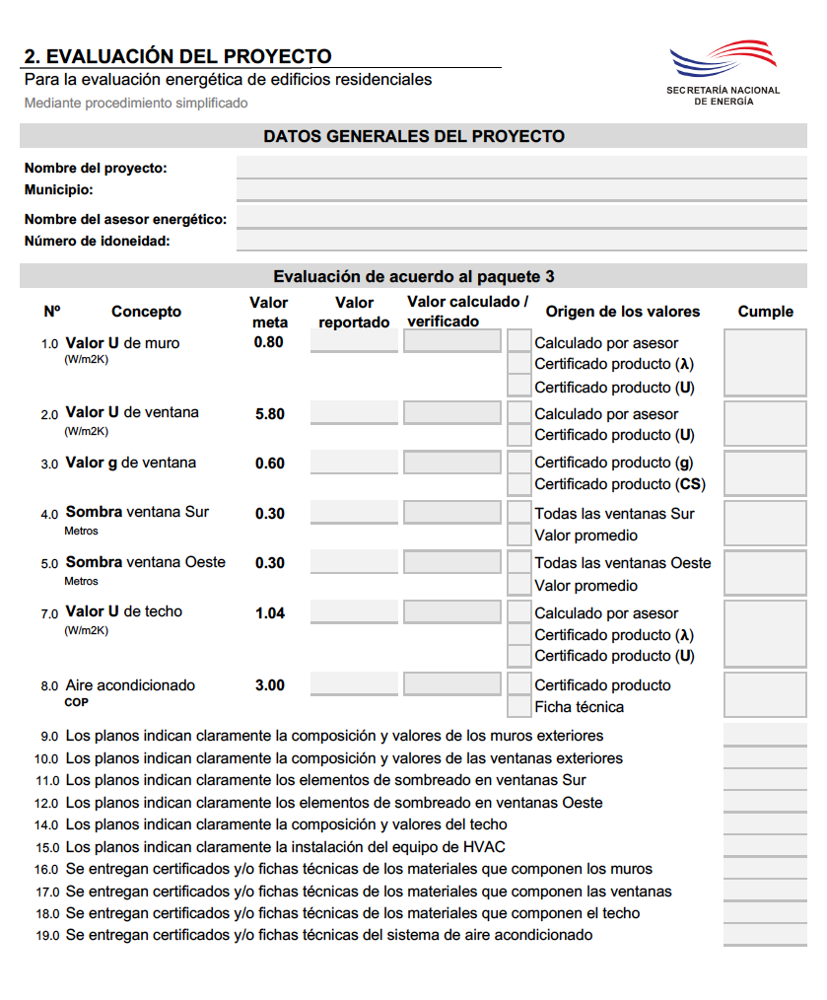 2. EVALUACIÓN DEL PROYECTO
Para la evaluación energética de edificios residenciales
Mediante procedimiento simplificado
SECRETARÍA NACIONAL
DE ENERGÍA
DATOS GENERALES DEL PROYECTO
Nombre del proyecto:
Municipio:
Nombre del asesor energético:
Número de idoneidad:
Evaluación de acuerdo al paquete 3
Nº Concepto Valor meta Valor reportado Valor calculado / verificado Origen de los valores Cumple
1.0 Valor U de muro 0.80 Calculado por asesor
(W/m2K) Certificado producto (λ)
Certificado producto (U)
2.0 Valor U de ventana 5.80 Calculado por asesor
(W/m2K) Certificado producto (U)
3.0 Valor g de ventana 0.60 Certificado producto (g)
Certificado producto (CS)
4.0 Sombra ventana Sur 0.30 Todas las ventanas Sur
Metros Valor promedio
5.0 Sombra ventana Oeste 0.30 Todas las ventanas Oeste
Metros Valor promedio
7.0 Valor U de techo 1.04 Calculado por asesor
(W/m2K) Certificado producto (λ)
Certificado producto (U)
8.0 Aire acondicionado 3.00 Certificado producto
COP Ficha técnica
9.0 Los planos indican claramente la composición y valores de los muros exteriores
10.0 Los planos indican claramente la composición y valores de las ventanas exteriores
11.0 Los planos indican claramente los elementos de sombreado en ventanas Sur
12.0 Los planos indican claramente los elementos de sombreado en ventanas Oeste
14.0 Los planos indican claramente la composición y valores del techo
15.0 Los planos indican claramente la instalación del equipo de HVAC
16.0 Se entregan certificados y/o fichas técnicas de los materiales que componen los muros
17.0 Se entregan certificados y/o fichas técnicas de los materiales que componen las ventanas
18.0 Se entregan certificados y/o fichas técnicas de los materiales que componen el techo
19.0 Se entregan certificados y/o fichas técnicas del sistema de aire acondicionado